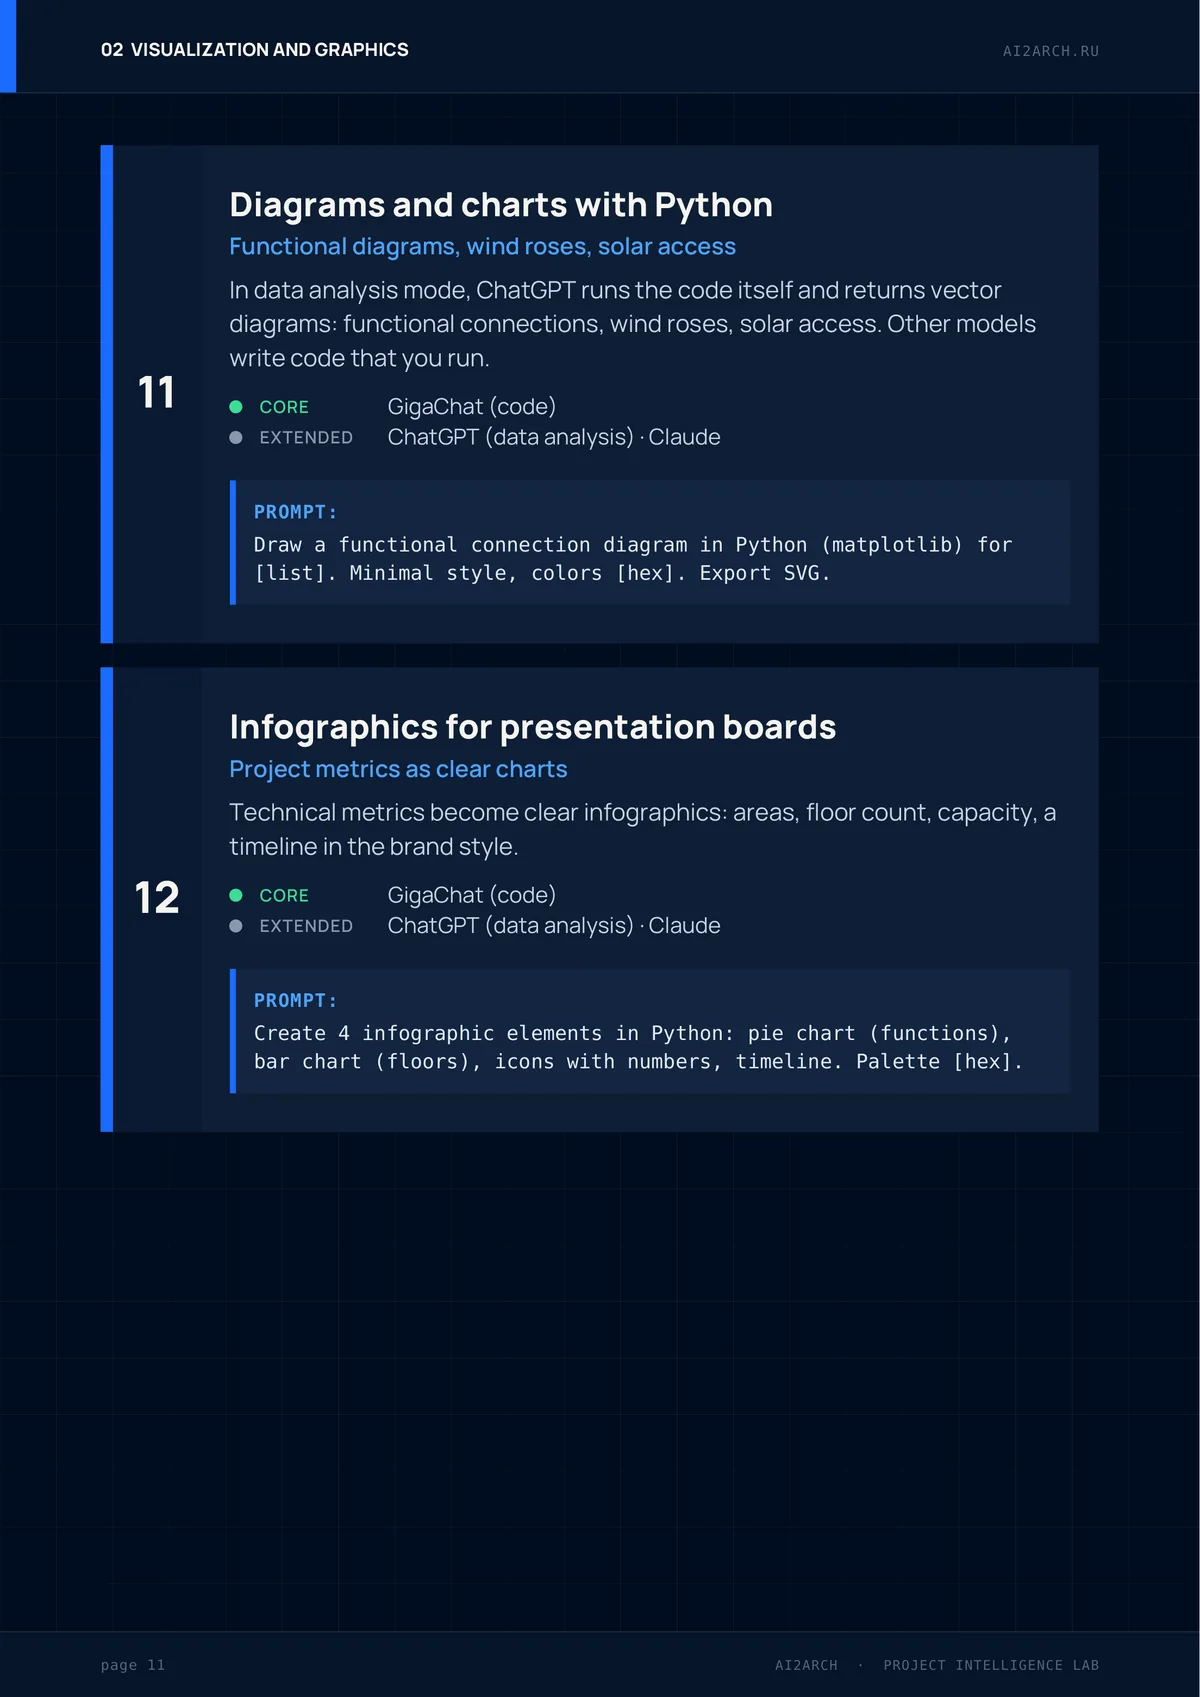 02 VISUALIZATION AND GRAPHICS
AI2ARCH.RU
11
Diagrams and charts with Python
Functional diagrams, wind roses, solar access
In data analysis mode, ChatGPT runs the code itself and returns vector
diagrams: functional connections, wind roses, solar access. Other models
write code that you run.
CORE GigaChat (code)
EXTENDED ChatGPT (data analysis) · Claude
PROMPT:
Draw a functional connection diagram in Python (matplotlib) for
[list]. Minimal style, colors [hex]. Export SVG.
12
Infographics for presentation boards
Project metrics as clear charts
Technical metrics become clear infographics: areas, floor count, capacity, a
timeline in the brand style.
CORE GigaChat (code)
EXTENDED ChatGPT (data analysis) · Claude
PROMPT:
Create 4 infographic elements in Python: pie chart (functions),
bar chart (floors), icons with numbers, timeline. Palette [hex].
page 11
AI2ARCH · PROJECT INTELLIGENCE LAB